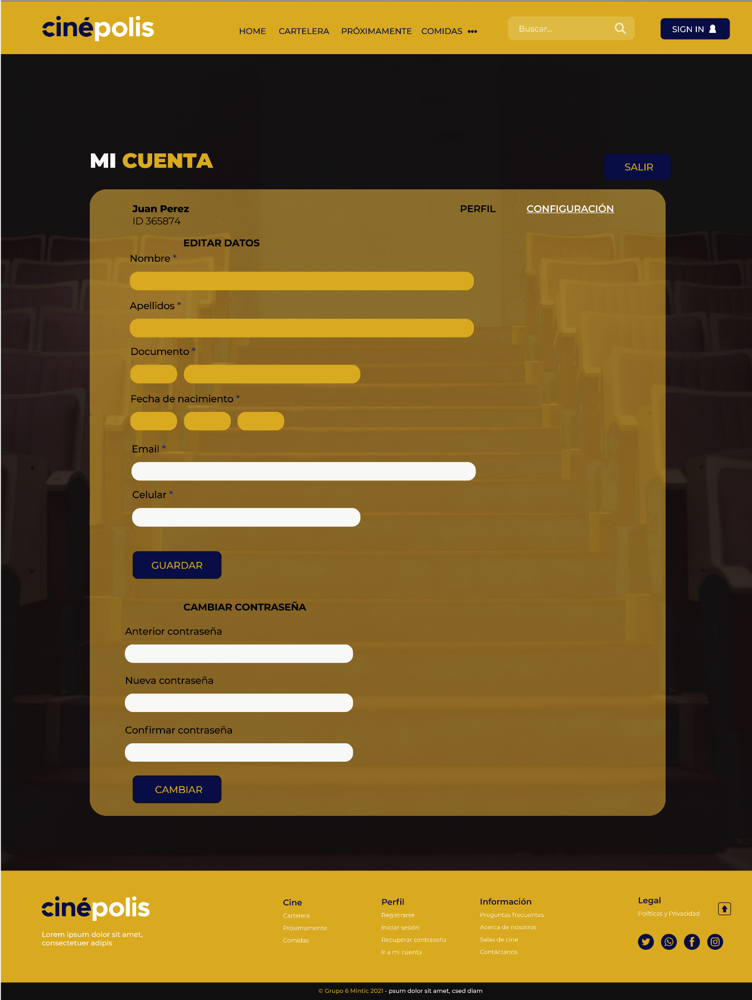 cinépolis
HOME CARTELERA PRÓXIMAMENTE COMIDAS •••
Buscar...
SIGN IN
MI CUENTA
SALIR
Juan Perez
ID 365874
PERFIL CONFIGURACIÓN
EDITAR DATOS
Nombre *
Apellidos *
Documento *
Fecha de nacimiento *
Email *
Celular *
GUARDAR
CAMBIAR CONTRASEÑA
Anterior contraseña
Nueva contraseña
Confirmar contraseña
CAMBIAR
cinépolis
Lorem ipsum dolor sit amet,
consectetuer adipis
Cine
Cartelera
Próximamente
Comidas
Perfil
Registrarse
Iniciar sesión
Recuperar contraseña
Ir a mi cuenta
Información
Preguntas frecuentes
Acerca de nosotros
Salas de cine
Contáctanos
Legal
Políticas y Privacidad
© Grupo 6 Mintic 2021 - psum dolor sit amet, csed diam